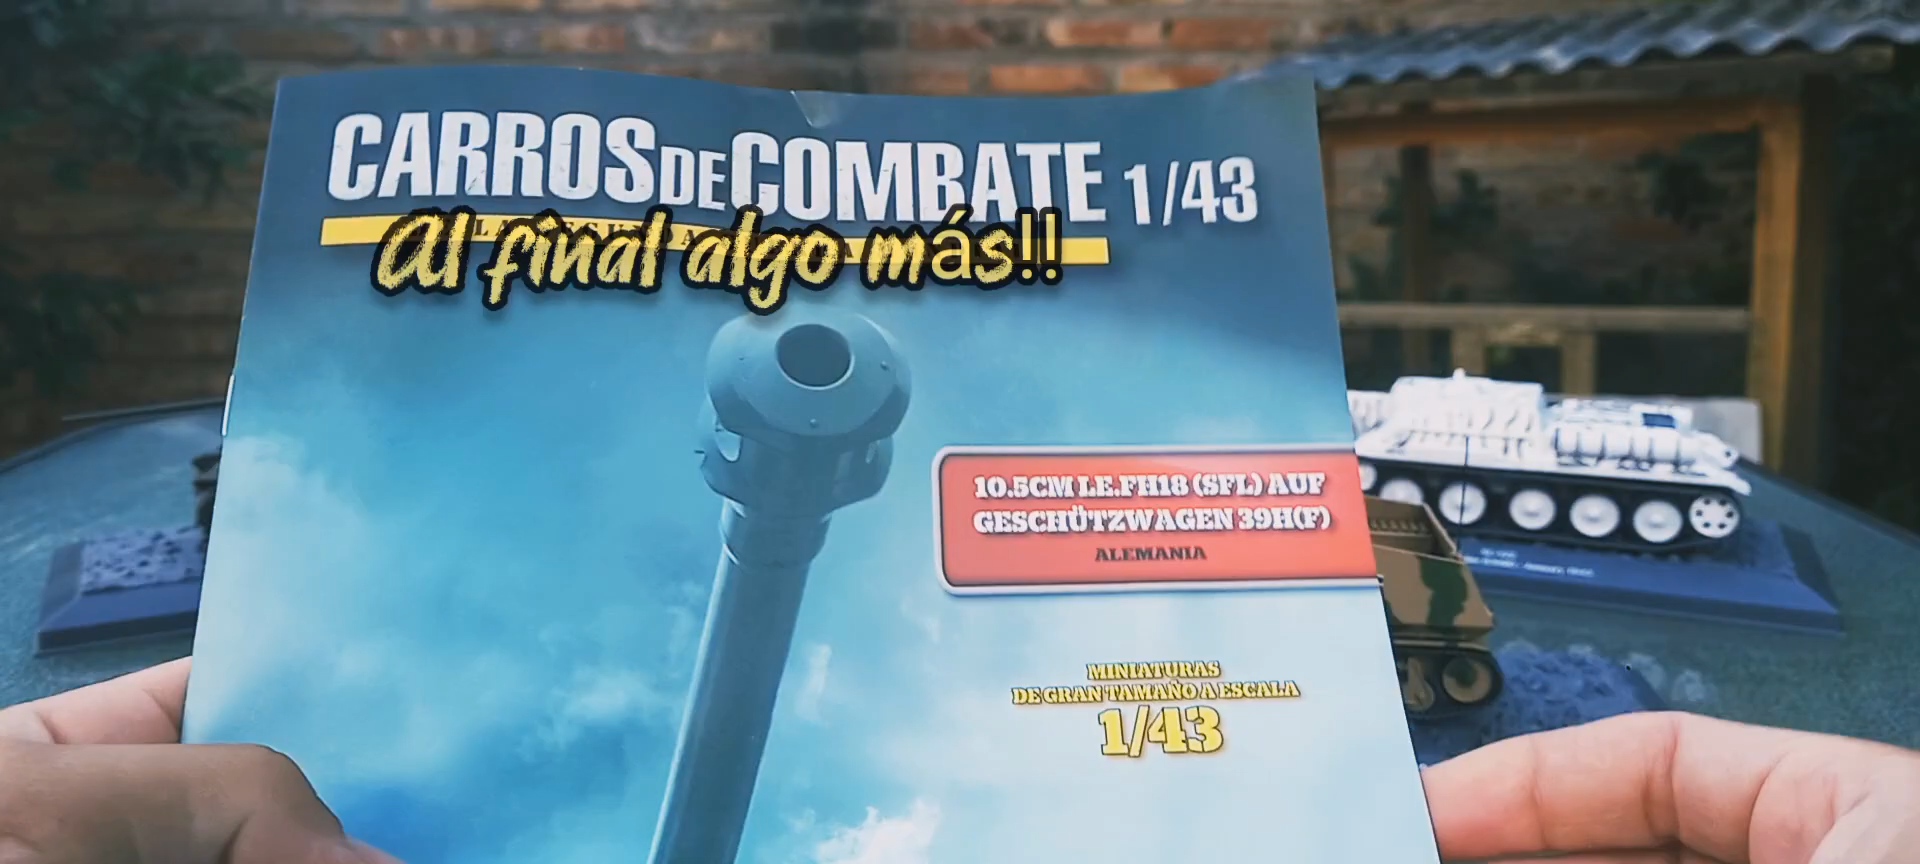 CARROS DE COMBATE 1/43
Al final algo más!!
10.5CM LE.FH18 (SFL) AUF
GESCHÜTZWAGEN 39H(F)
ALEMANIA
MINIATURAS
DE GRAN TAMAÑO A ESCALA
1/43